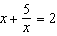 x + 5/x = 2